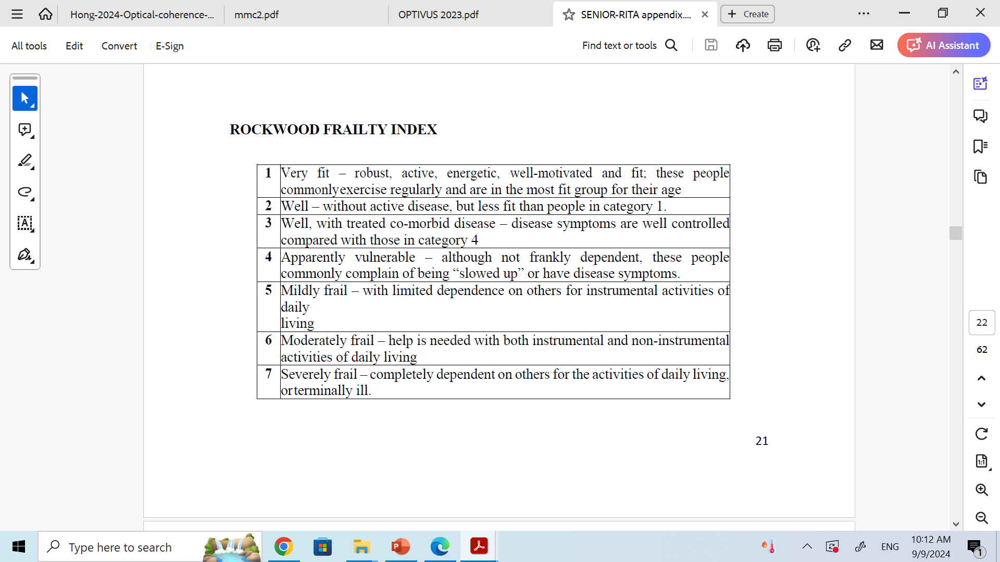 Hong-2024-Optical-coherence-...
mmc2.pdf
OPTIVUS 2023.pdf
SENIOR-RITA appendix....
Create
All tools
Edit
Convert
E-Sign
Find text or tools
AI Assistant
ROCKWOOD FRAILTY INDEX
1 Very fit – robust, active, energetic, well-motivated and fit; these people
commonlyexercise regularly and are in the most fit group for their age
2 Well – without active disease, but less fit than people in category 1.
3 Well, with treated co-morbid disease – disease symptoms are well controlled
compared with those in category 4
4 Apparently vulnerable – although not frankly dependent, these people
commonly complain of being “slowed up” or have disease symptoms.
5 Mildly frail – with limited dependence on others for instrumental activities of
daily
living
6 Moderately frail – help is needed with both instrumental and non-instrumental
activities of daily living
7 Severely frail – completely dependent on others for the activities of daily living,
orterminally ill.
21
22
62
1:1
Type here to search
ENG
10:12 AM
9/9/2024
1